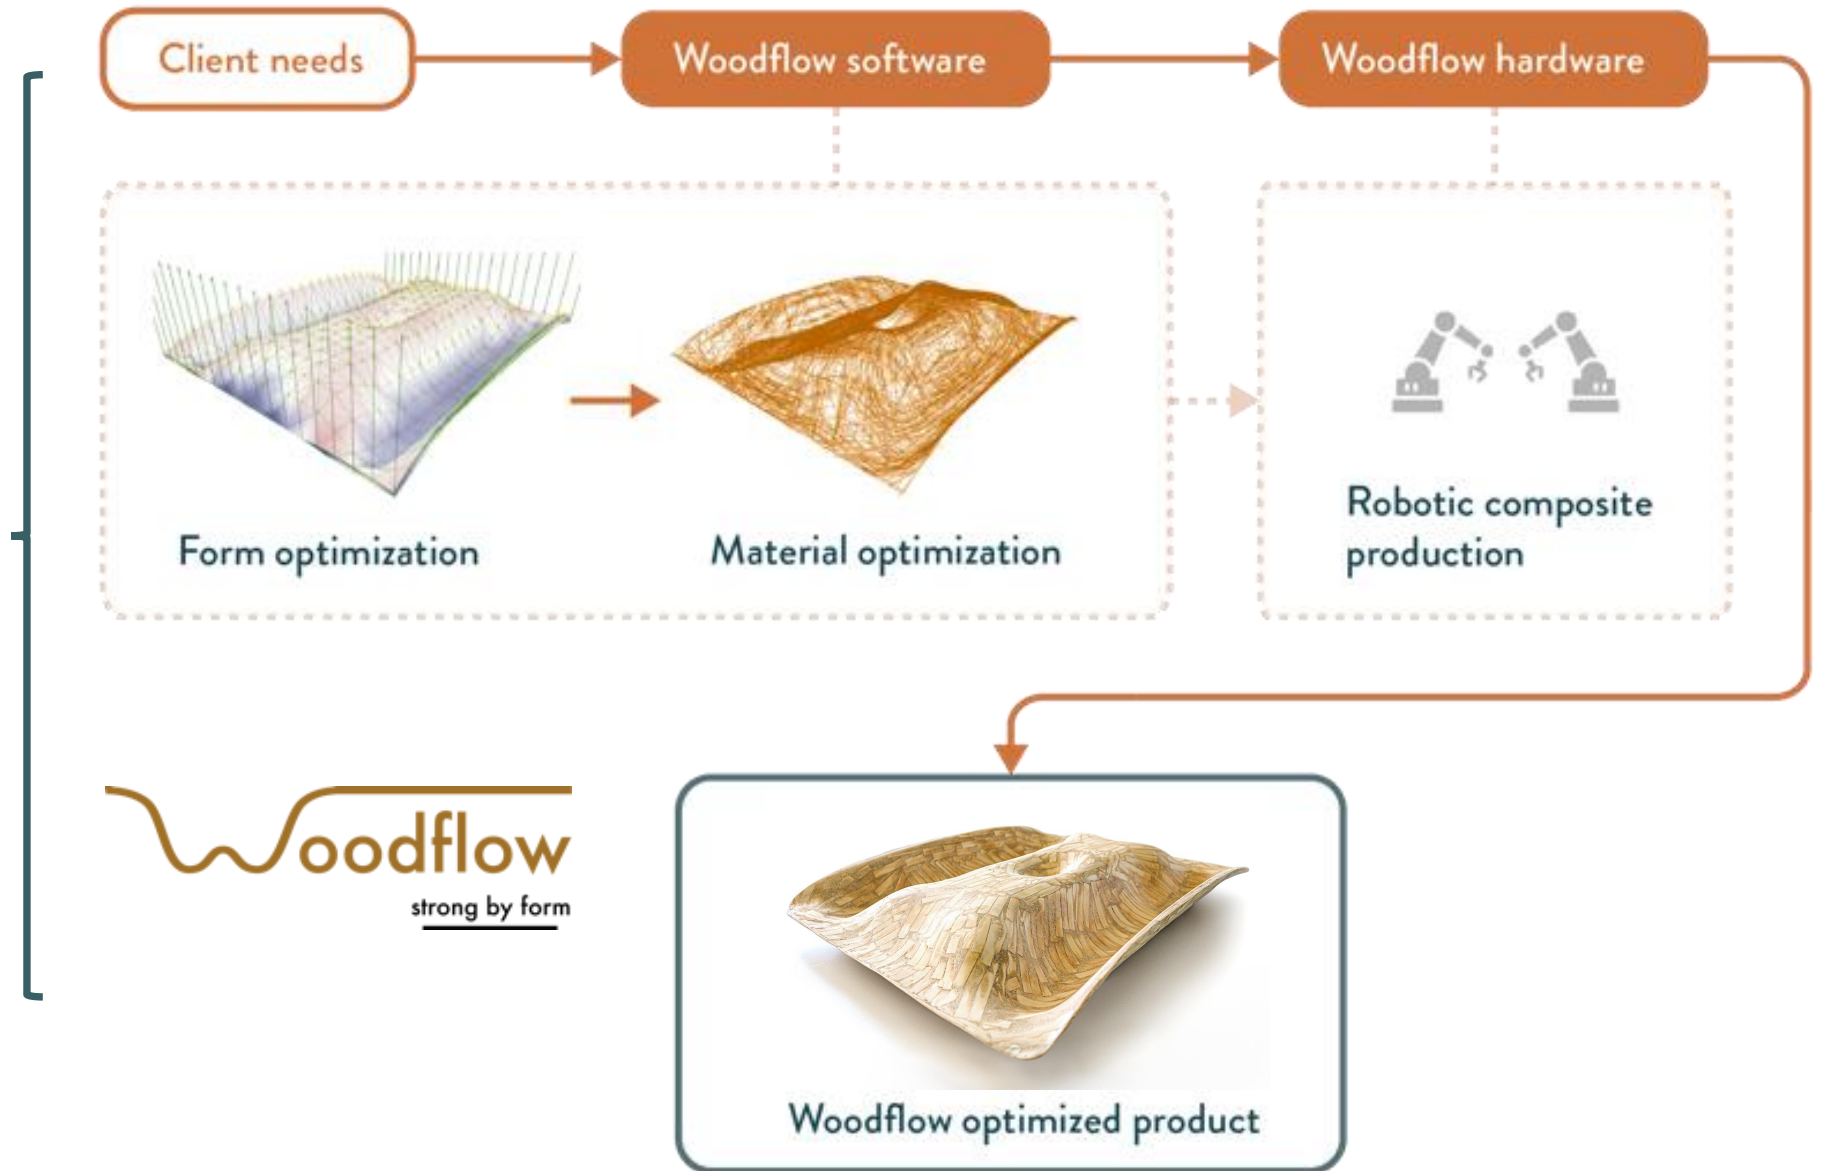 Client needs
Woodflow software
Woodflow hardware
Form optimization
Material optimization
Robotic composite
production
Woodflow
strong by form
Woodflow optimized product